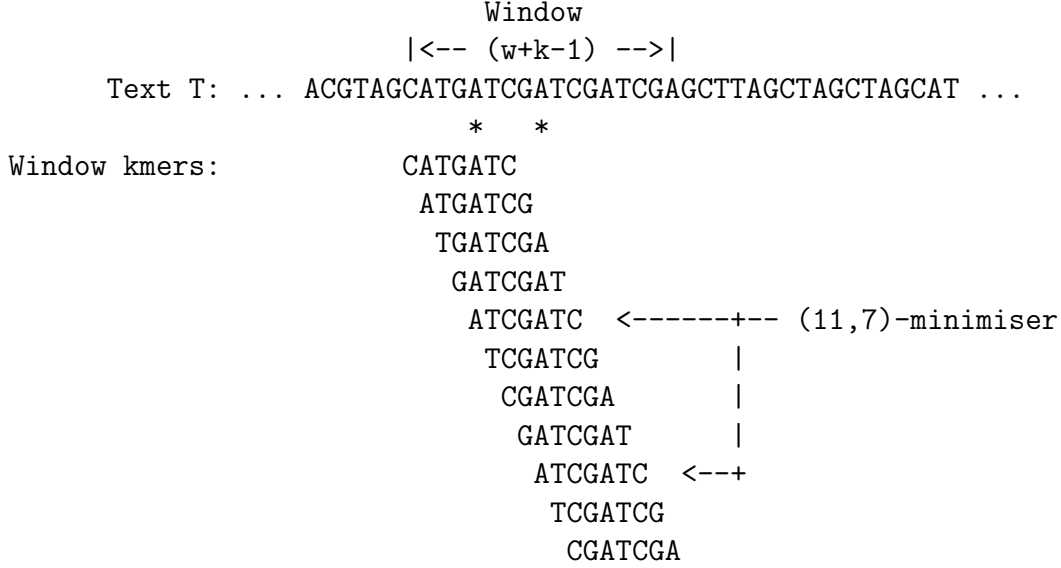 Window
|<-- (w+k-1) -->|
Text T: ... ACGTAGCATGATCGATCGATCGAGCTTAGCTAGCTAGCAT ...
* *
Window kmers: CATGATC
ATGATCG
TGATCGA
GATCGAT
ATCGATC <------+-- (11,7)-minimiser
TCGATCG |
CGATCGA |
GATCGAT |
ATCGATC <--+
TCGATCG
CGATCGA